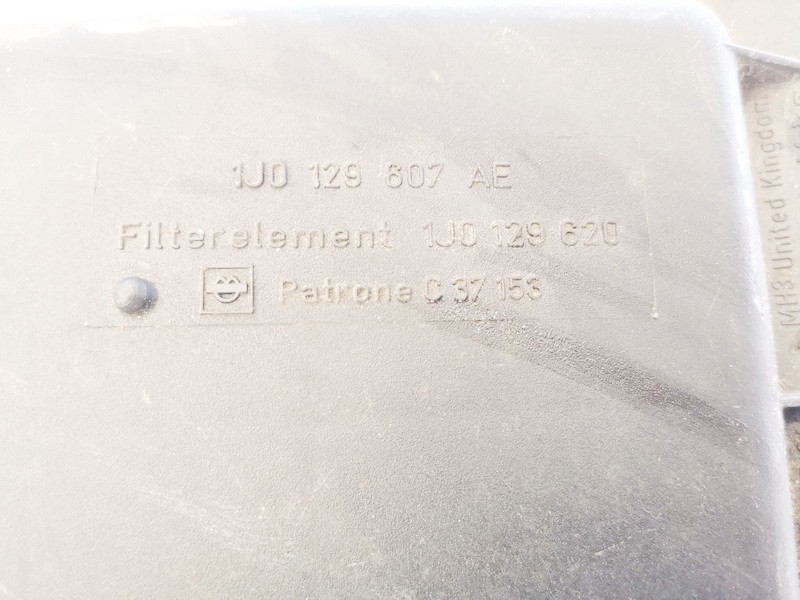 1J0 129 607 AE
Filterelement 1J0 129 620
Patrone C 37 153
MH3 United Kingdom